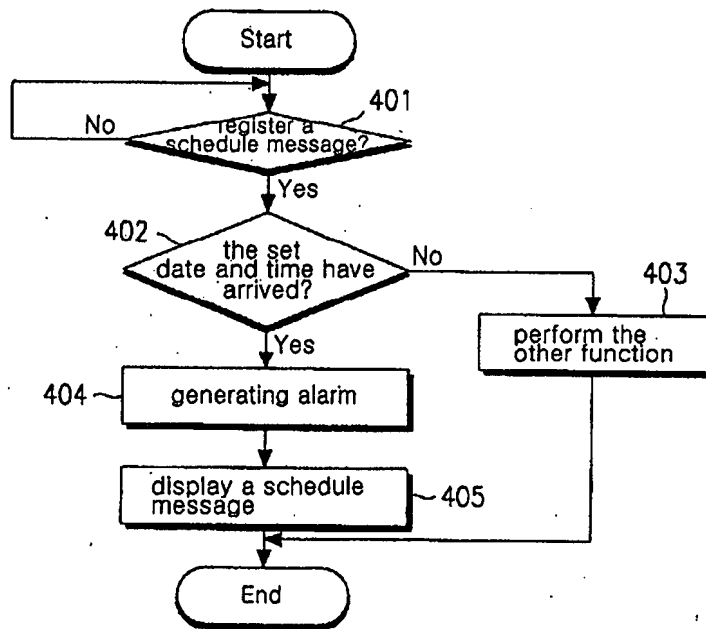 Start
401
No
register a
schedule message?
Yes
402
the set
date and time have
arrived?
No
403
perform the
other function
Yes
404
generating alarm
display a schedule
message
405
End